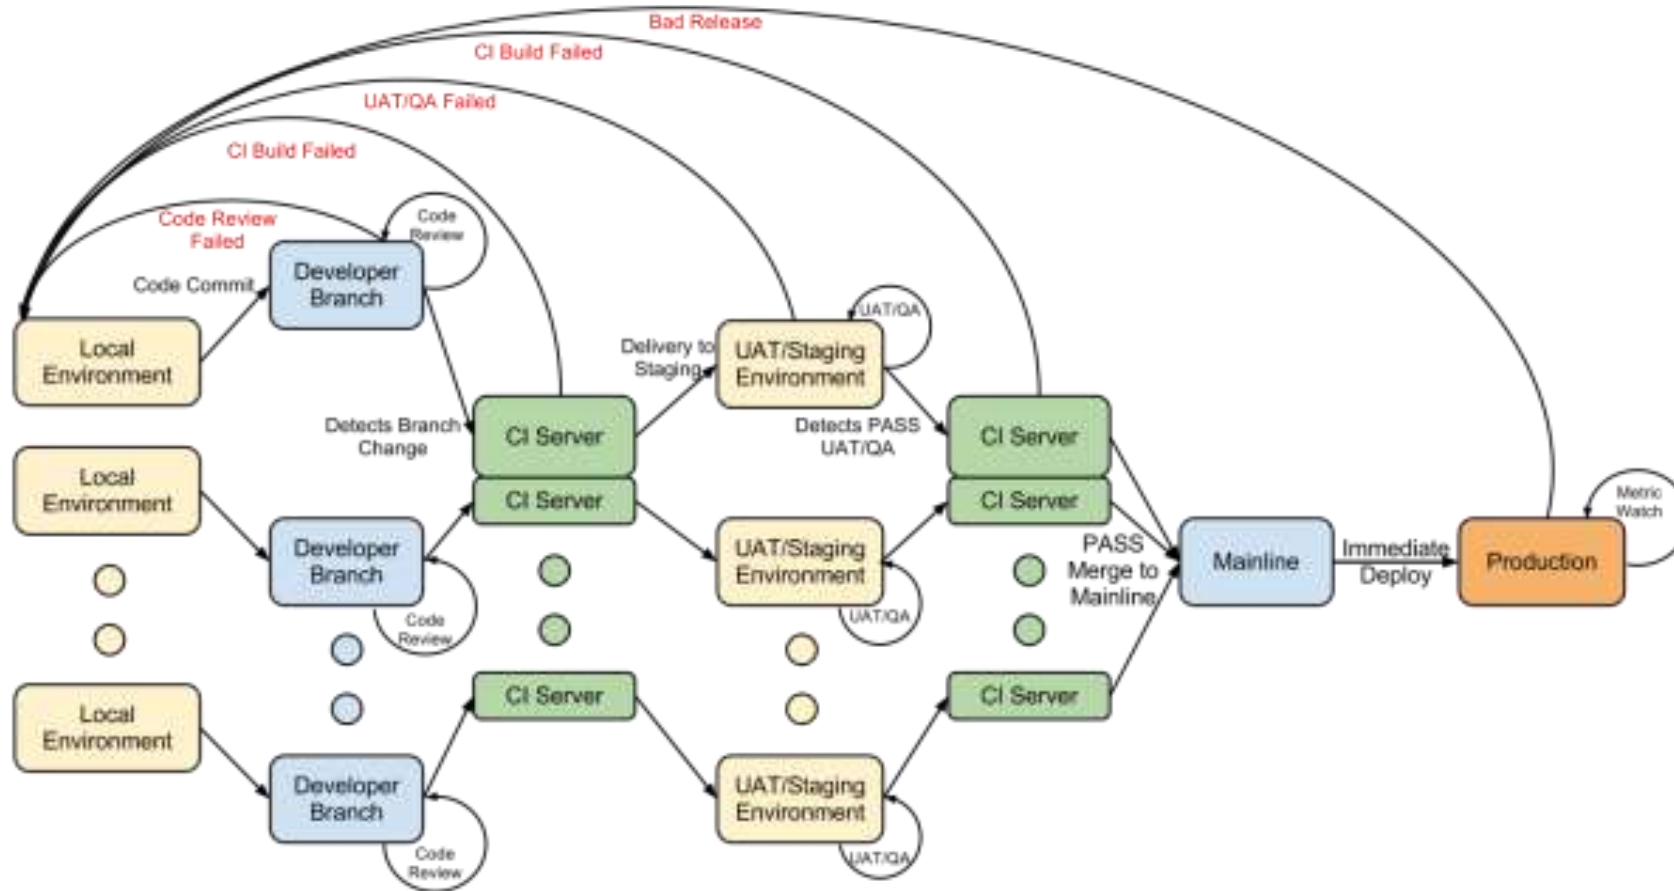 Bad Release
CI Build Failed
UAT/QA Failed
CI Build Failed
Code Review
Failed
Code
Review
Code Commit
Developer
Branch
Local
Environment
Detects Branch
Change
CI Server
Delivery to
Staging
UAT/Staging
Environment
UAT/QA
Detects PASS
UAT/QA
CI Server
Local
Environment
Developer
Branch
Code
Review
CI Server
UAT/Staging
Environment
UAT/QA
CI Server
PASS
Merge to
Mainline
Mainline
Immediate
Deploy
Production
Metric
Watch
Local
Environment
Developer
Branch
Code
Review
CI Server
UAT/Staging
Environment
UAT/QA
CI Server